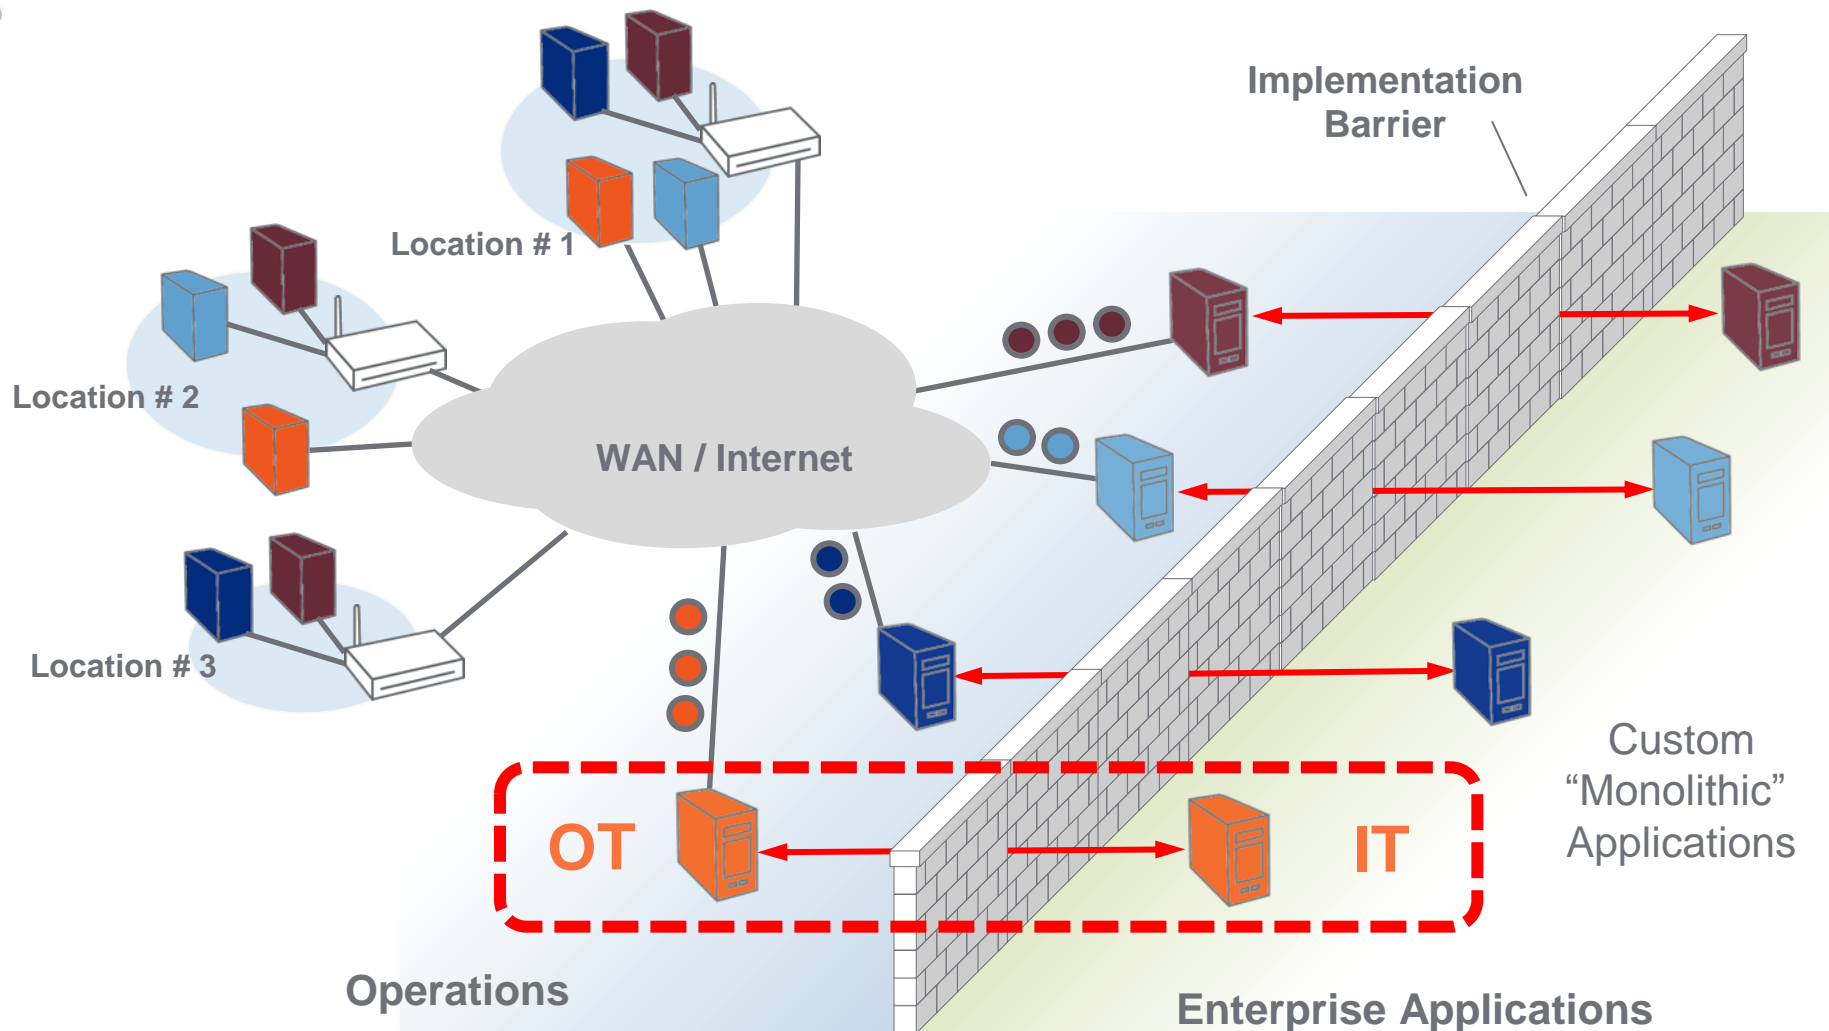 Implementation
Barrier
Location # 1
Location # 2
WAN / Internet
Location # 3
Custom
“Monolithic”
Applications
OT
IT
Operations
Enterprise Applications